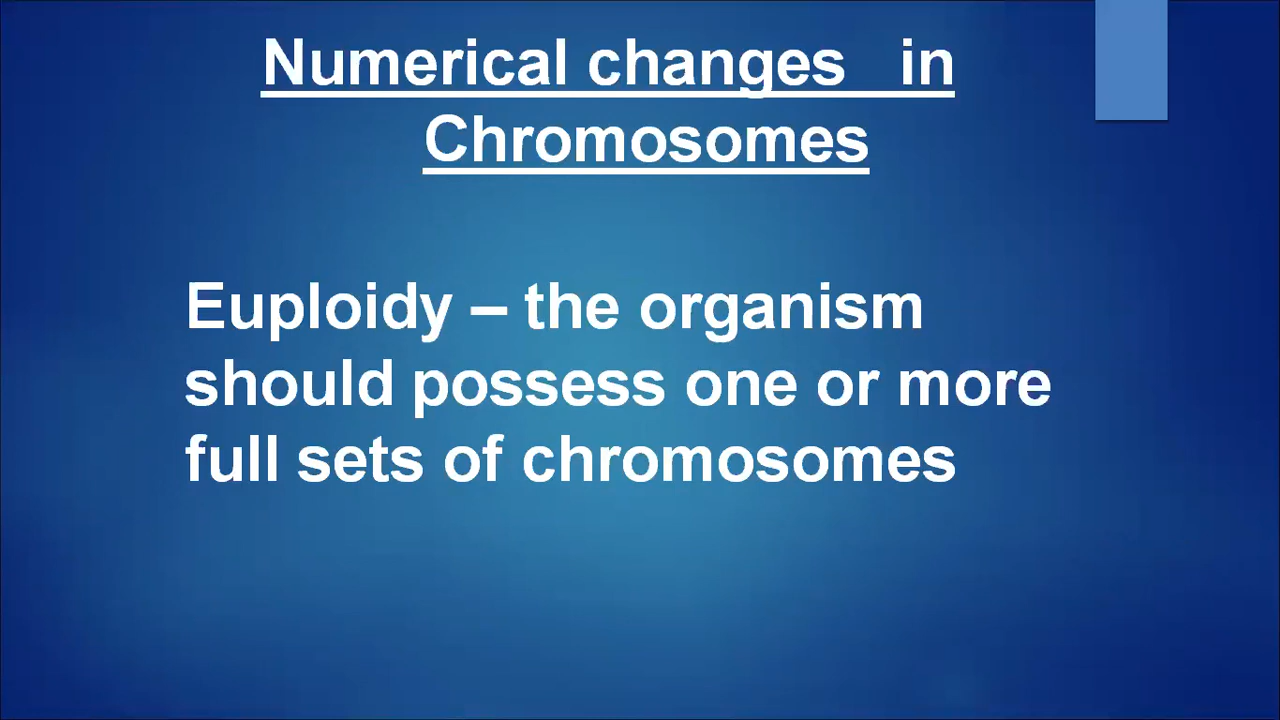 Numerical changes in
Chromosomes
Euploidy – the organism
should possess one or more
full sets of chromosomes